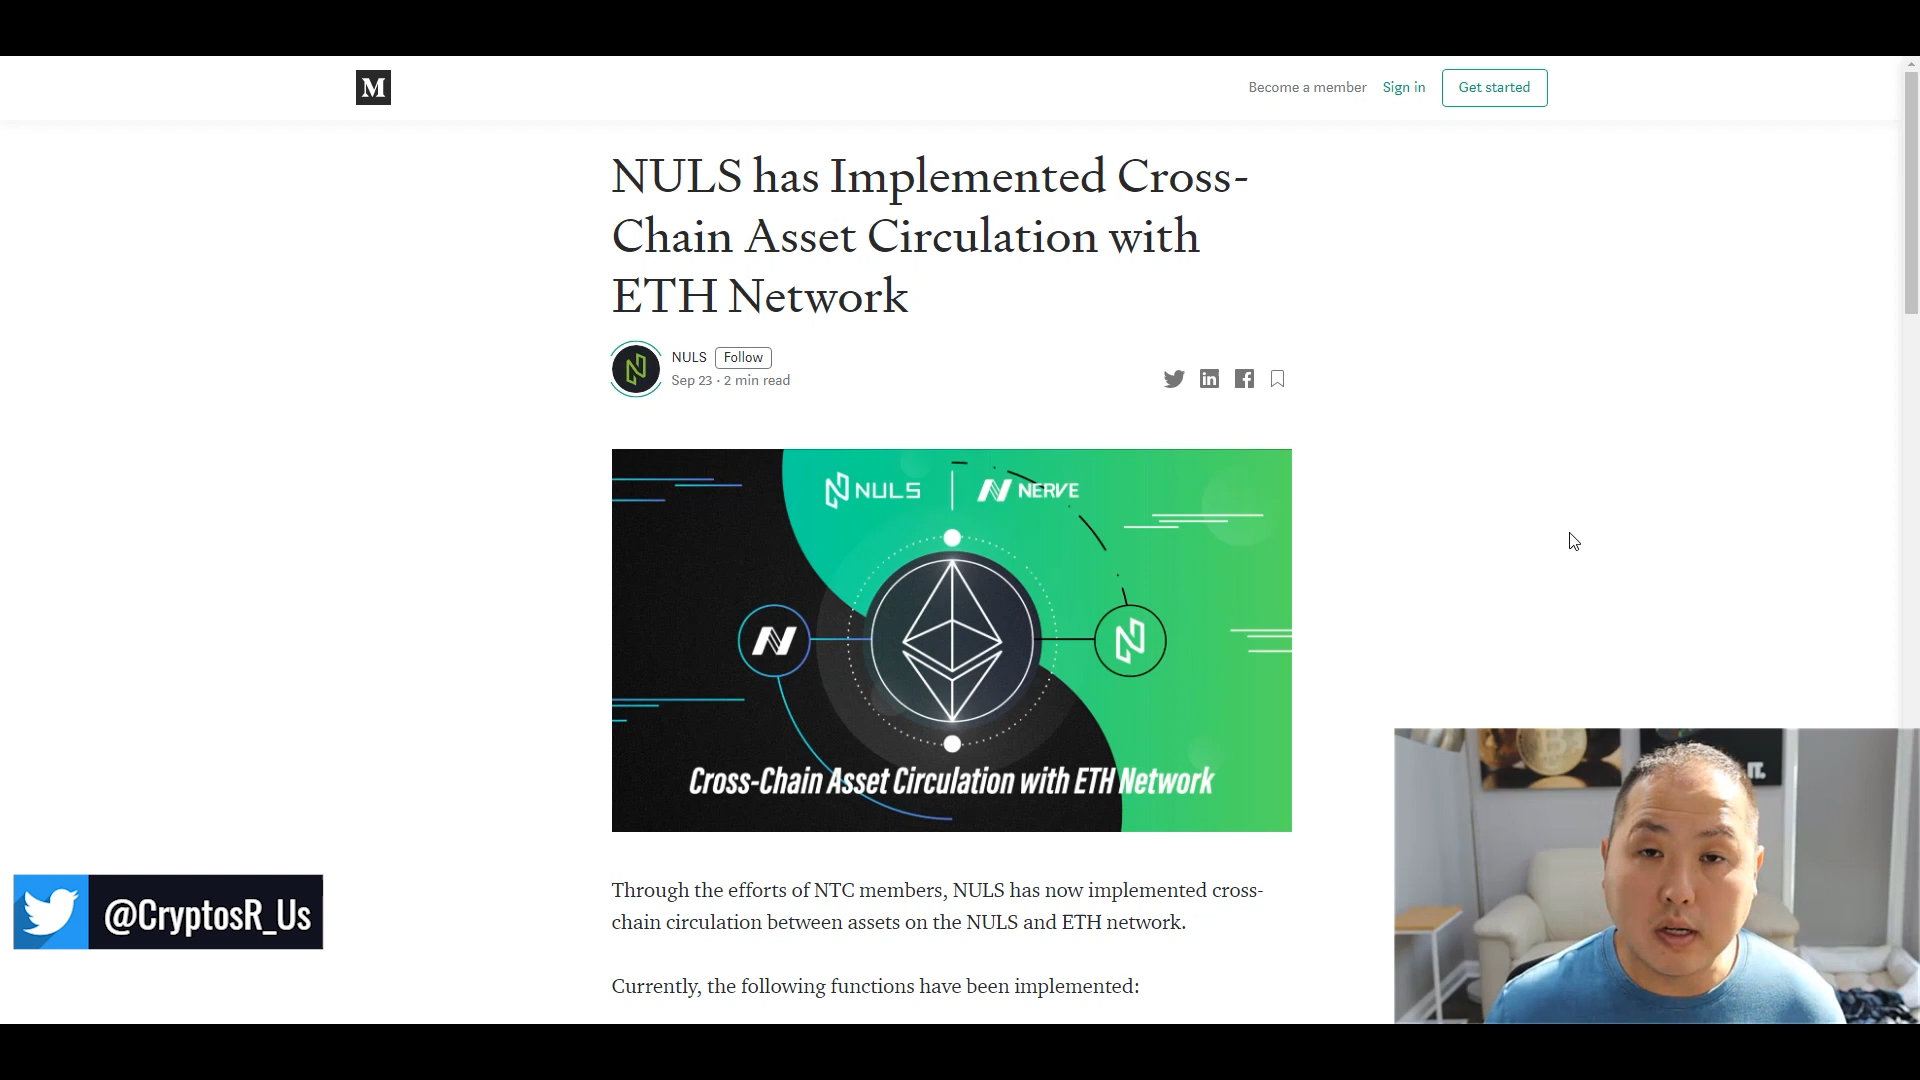 M
Become a member Sign in Get started
NULS has Implemented Cross-
Chain Asset Circulation with
ETH Network
NULS Follow
Sep 23 · 2 min read
NULS NERVE
Cross-Chain Asset Circulation with ETH Network
Through the efforts of NTC members, NULS has now implemented cross-
chain circulation between assets on the NULS and ETH network.
Currently, the following functions have been implemented:
@CryptosR_Us
IT.